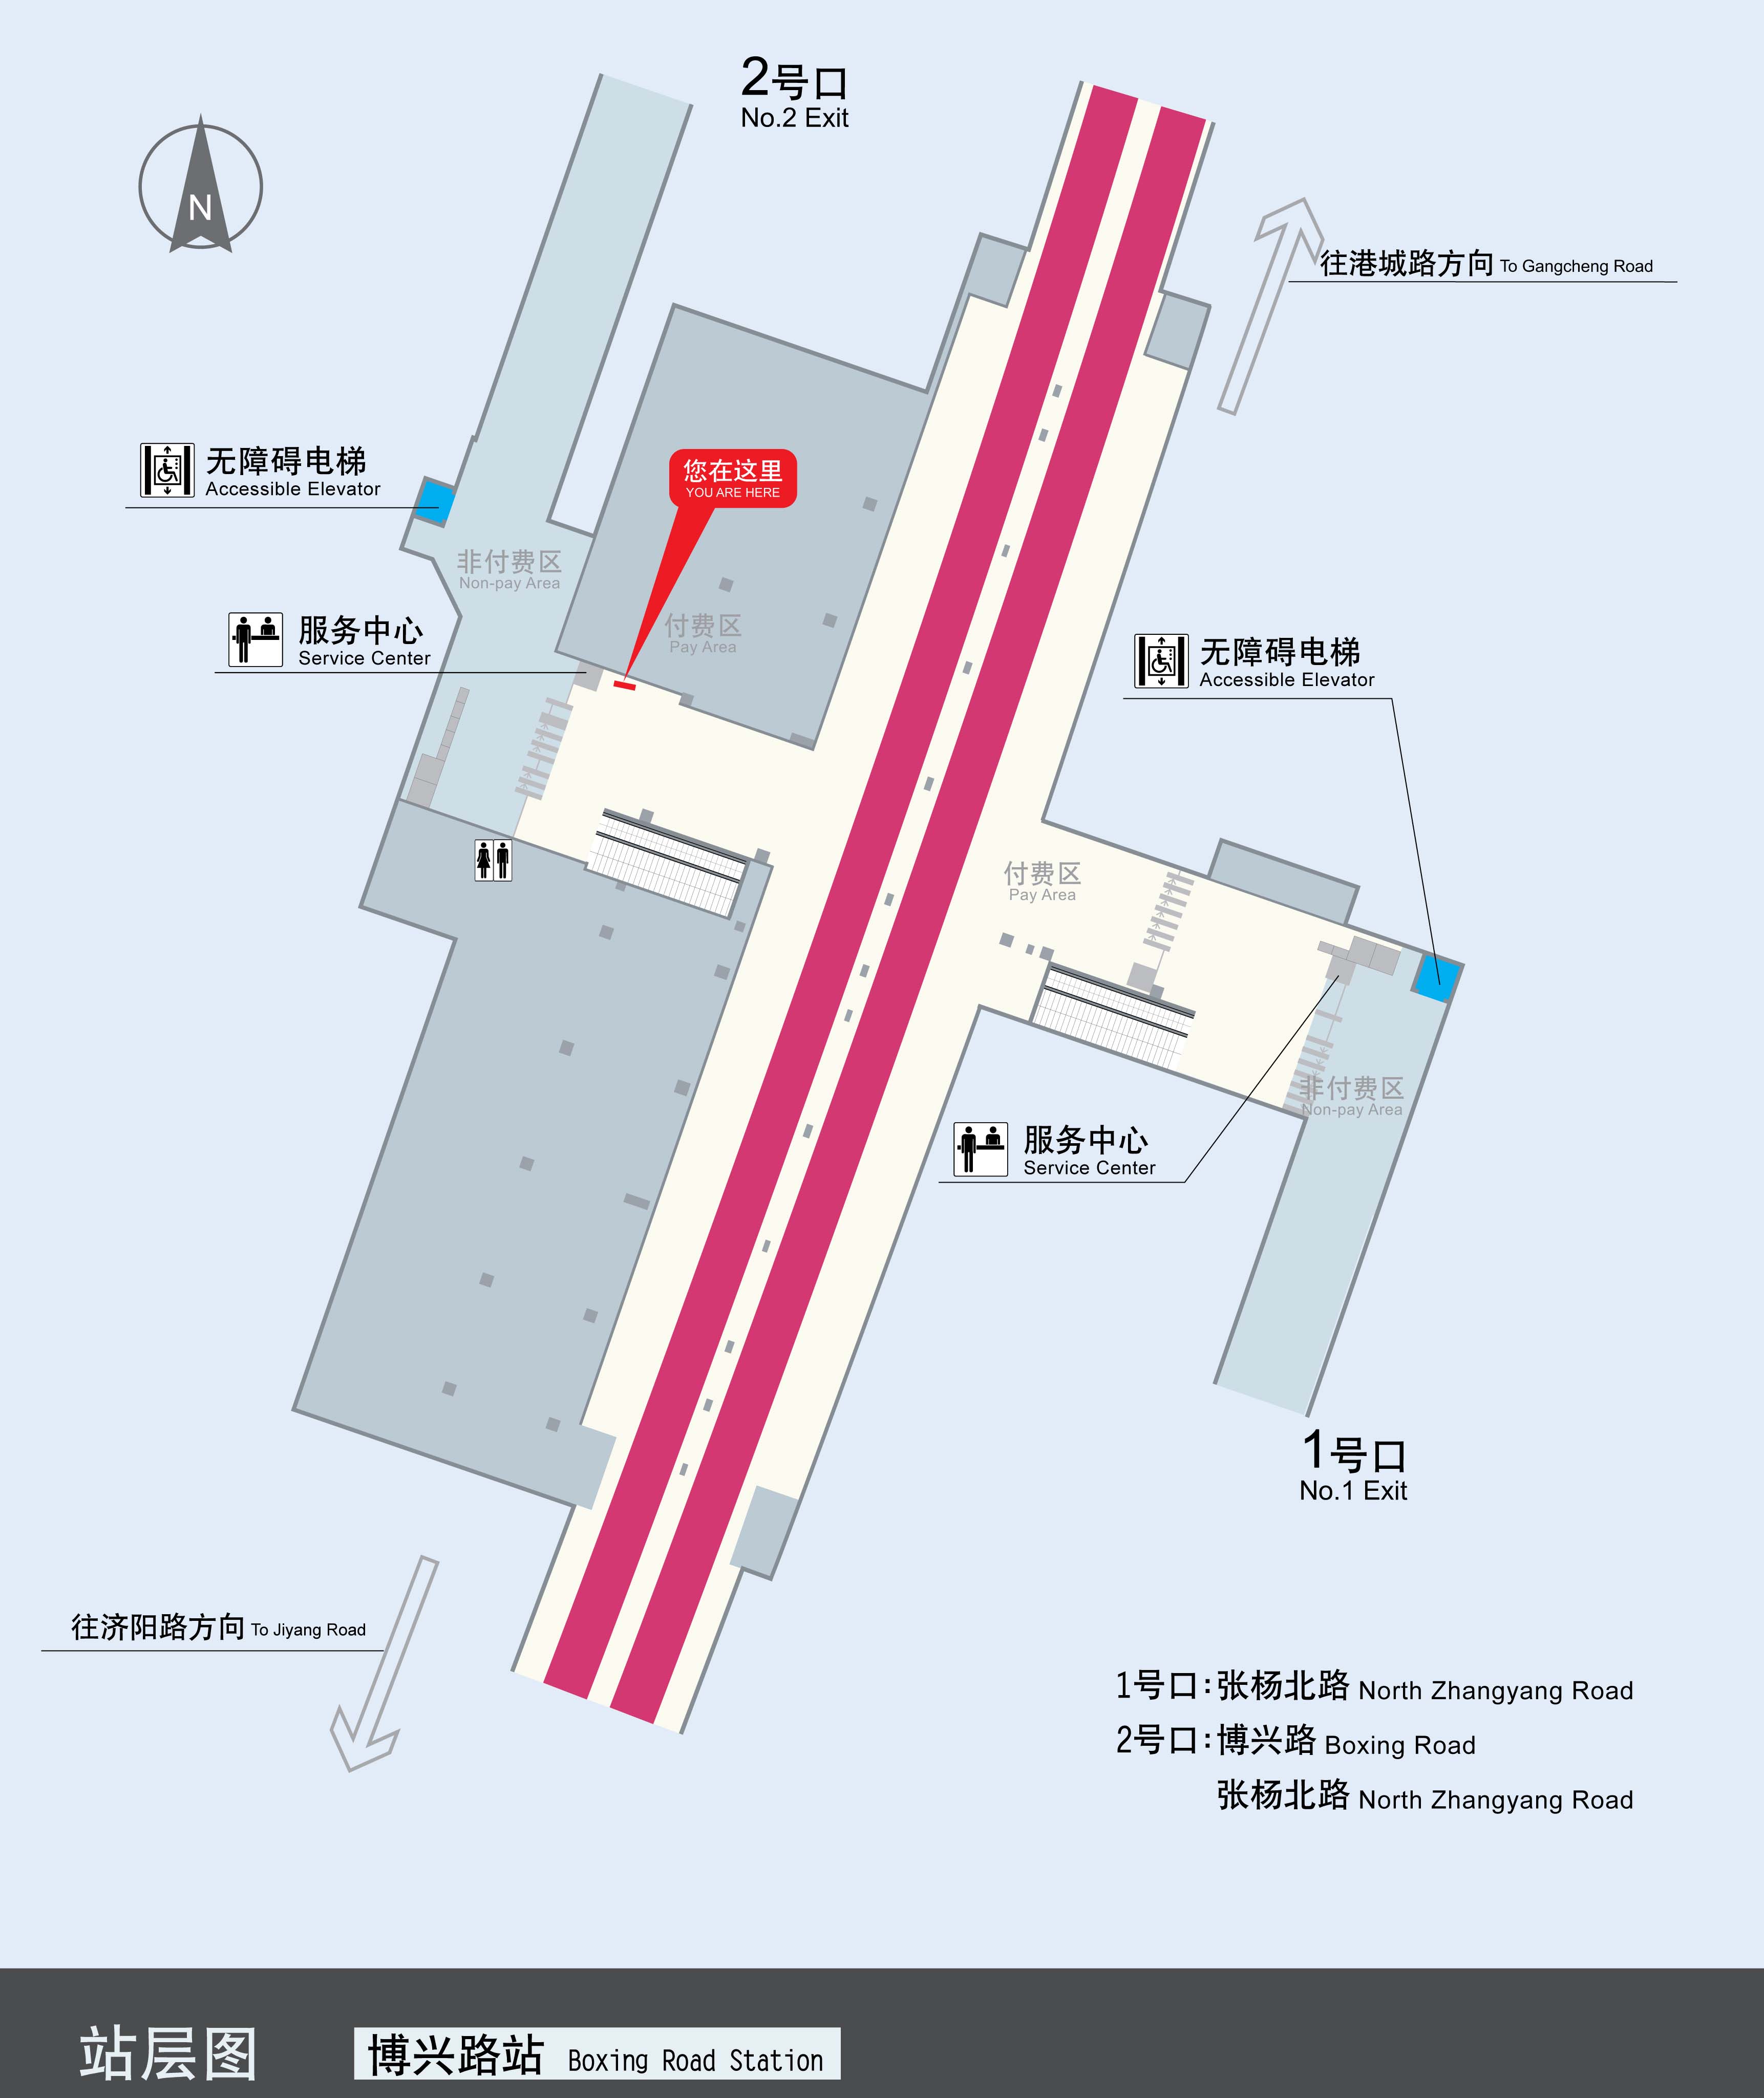 2号口
No.2 Exit
N
往港城路方向 To Gangcheng Road
无障碍电梯
Accessible Elevator
您在这里
YOU ARE HERE
非付费区
Non-pay Area
服务中心
Service Center
付费区
Pay Area
无障碍电梯
Accessible Elevator
付费区
Pay Area
非付费区
Non-pay Area
服务中心
Service Center
1号口
No.1 Exit
往济阳路方向 To Jiyang Road
1号口:张杨北路 North Zhangyang Road
2号口:博兴路 Boxing Road
张杨北路 North Zhangyang Road
站层图
博兴路站 Boxing Road Station